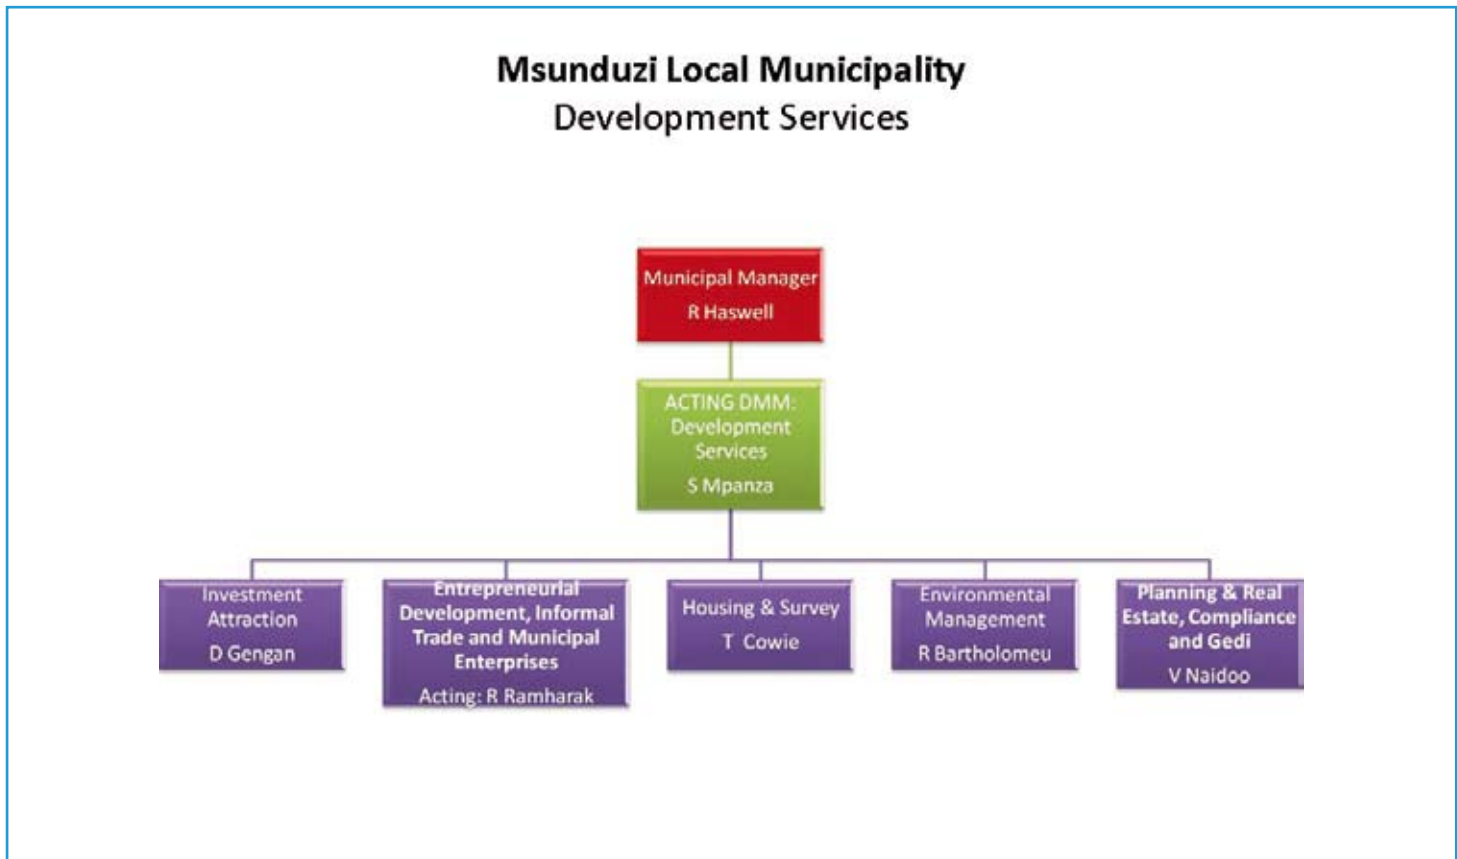 Msunduzi Local Municipality
Development Services
Municipal Manager
R Haswell
ACTING DMM:
Development
Services
S Mpanza
Investment
Attraction
D Gengan
Entrepreneurial
Development, Informal
Trade and Municipal
Enterprises
Acting: R Ramharak
Housing & Survey
T Cowie
Environmental
Management
R Bartholomeu
Planning & Real
Estate, Compliance
and Gedi
V Naidoo